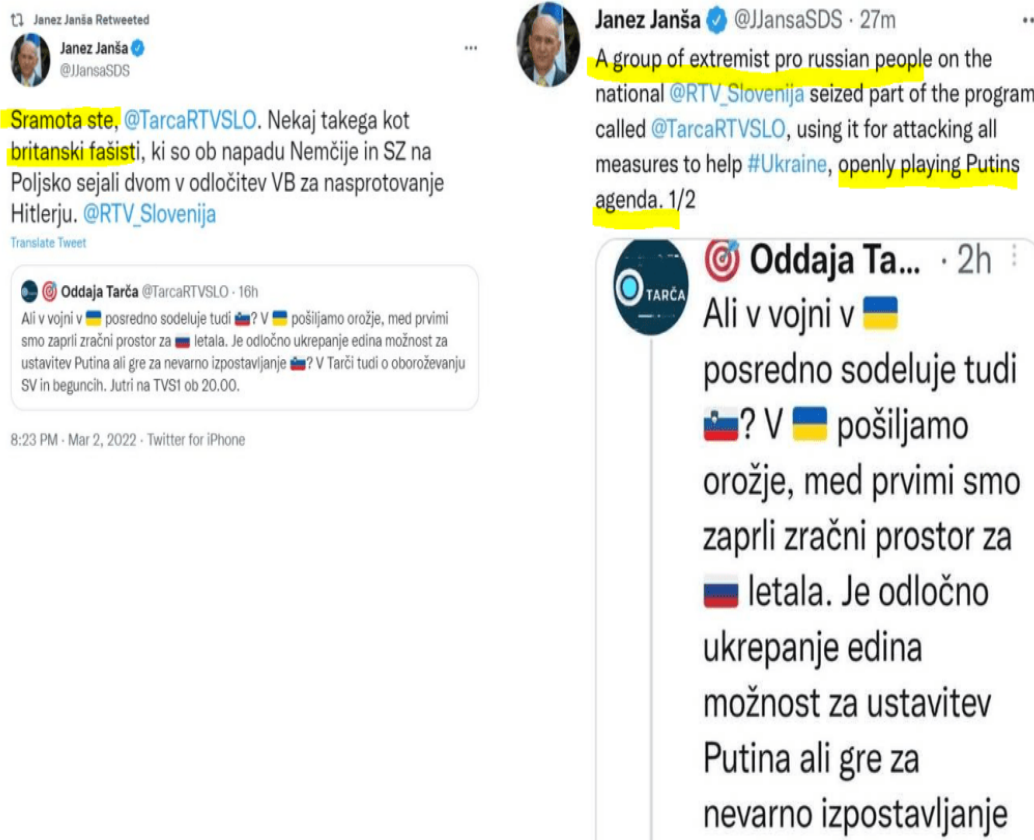 Janez Janša Retweeted
Janez Janša
@JJansaSDS
Sramota ste, @TarcaRTVSLO. Nekaj takega kot
britanski fašisti, ki so ob napadu Nemčije in SZ na
Poljsko sejali dvom v odločitev VB za nasprotovanje
Hitlerju. @RTV_Slovenija
Translate Tweet
Oddaja Tarča @TarcaRTVSLO · 16h
Ali v vojni v 🇺🇦 posredno sodeluje tudi 🇸🇮? V 🇺🇦 pošiljamo orožje, med prvimi
smo zaprli zračni prostor za 🇷🇺 letala. Je odločno ukrepanje edina možnost za
ustavitev Putina ali gre za nevarno izpostavljanje 🇸🇮? V Tarči tudi o oboroževanju
SV in beguncih. Jutri na TVS1 ob 20.00.
8:23 PM · Mar 2, 2022 · Twitter for iPhone
Janez Janša @JJansaSDS · 27m
A group of extremist pro russian people on the
national @RTV_Slovenija seized part of the program
called @TarcaRTVSLO, using it for attacking all
measures to help #Ukraine, openly playing Putins
agenda. 1/2
TARČA
Oddaja Ta... · 2h
Ali v vojni v 🇺🇦
posredno sodeluje tudi
🇸🇮? V 🇺🇦 pošiljamo
orožje, med prvimi smo
zaprli zračni prostor za
🇷🇺 letala. Je odločno
ukrepanje edina
možnost za ustavitev
Putina ali gre za
nevarno izpostavljanje